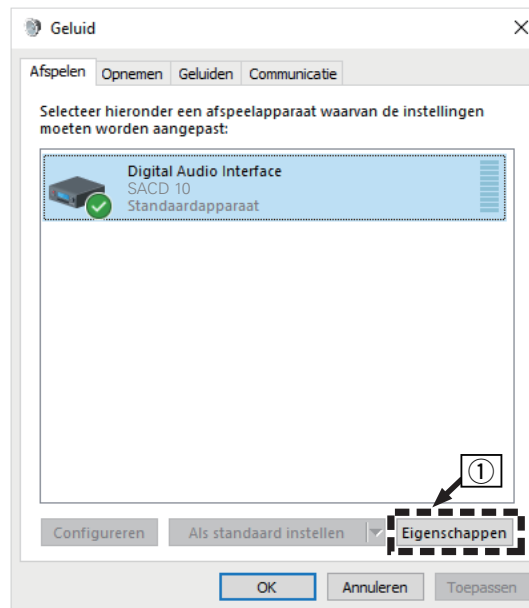 Geluid
Afspelen Opnemen Geluiden Communicatie
Selecteer hieronder een afspeelapparaat waarvan de instellingen
moeten worden aangepast:
Digital Audio Interface
SACD 10
Standaardapparaat
①
Configureren Als standaard instellen Eigenschappen
OK Annuleren Toepassen